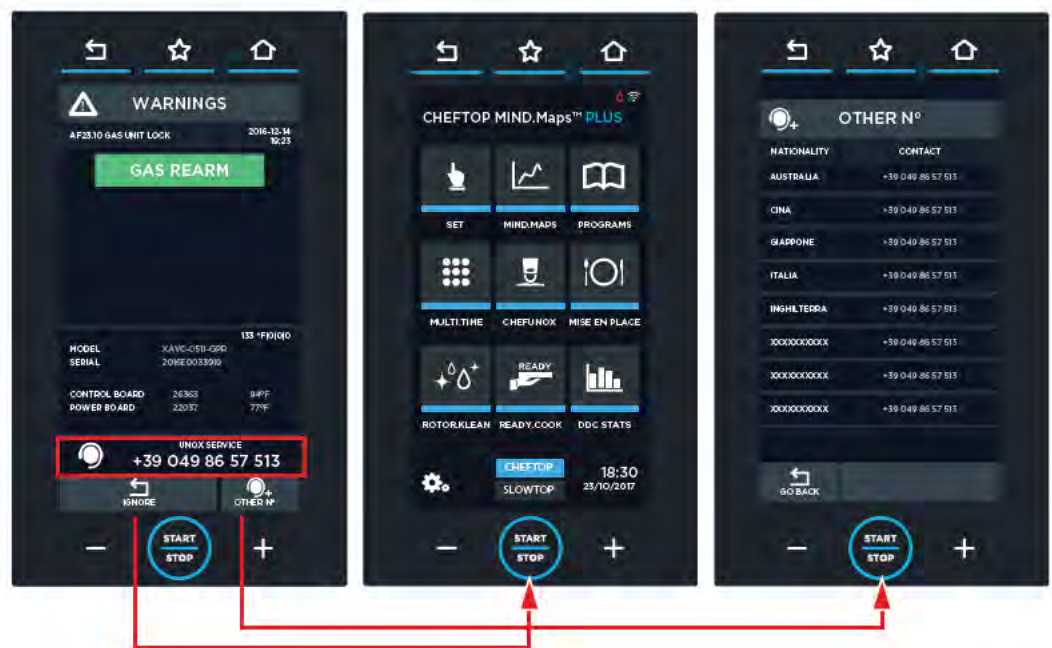 WARNINGS
AF23.10 GAS UNIT LOCK
2016-12-14
19:23
GAS REARM
133 °F|0|0|0
MODEL XAVC-0511-GPR
SERIAL 2016E0033910
CONTROL BOARD 26363 94°F
POWER BOARD 22037 77°F
UNOX SERVICE
+39 049 86 57 513
IGNORE
OTHER N°
START
STOP
CHEFTOP MIND.Maps™ PLUS
SET MIND.MAPS PROGRAMS
MULTI.TIME CHEFUNOX MISE EN PLACE
READY
ROTOR.KLEAN READY.COOK DDC STATS
CHEFTOP
SLOWTOP
18:30
23/10/2017
START
STOP
OTHER N°
NATIONALITY CONTACT
AUSTRALIA +39 049 86 57 513
CINA +39 049 86 57 513
GIAPPONE +39 049 86 57 513
ITALIA +39 049 86 57 513
INGHILTERRA +39 049 86 57 513
XXXXXXXXXX +39 049 86 57 513
XXXXXXXXXX +39 049 86 57 513
XXXXXXXXXX +39 049 86 57 513
GO BACK
START
STOP